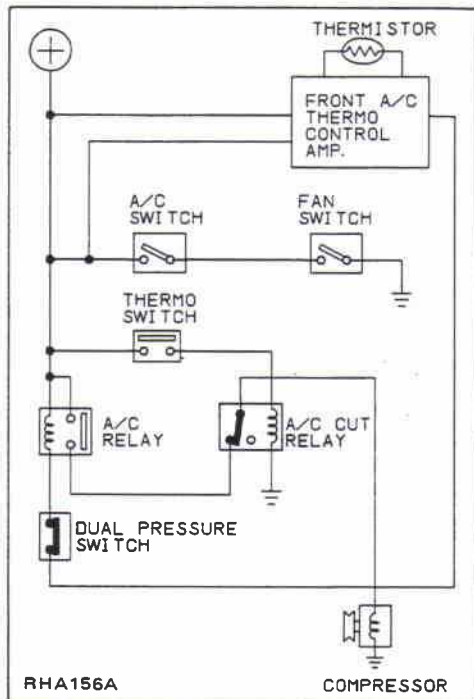 THERMISTOR
FRONT A/C
THERMO
CONTROL
AMP.
A/C
SWITCH
FAN
SWITCH
THERMO
SWITCH
A/C
RELAY
A/C CUT
RELAY
DUAL PRESSURE
SWITCH
RHA156A
COMPRESSOR